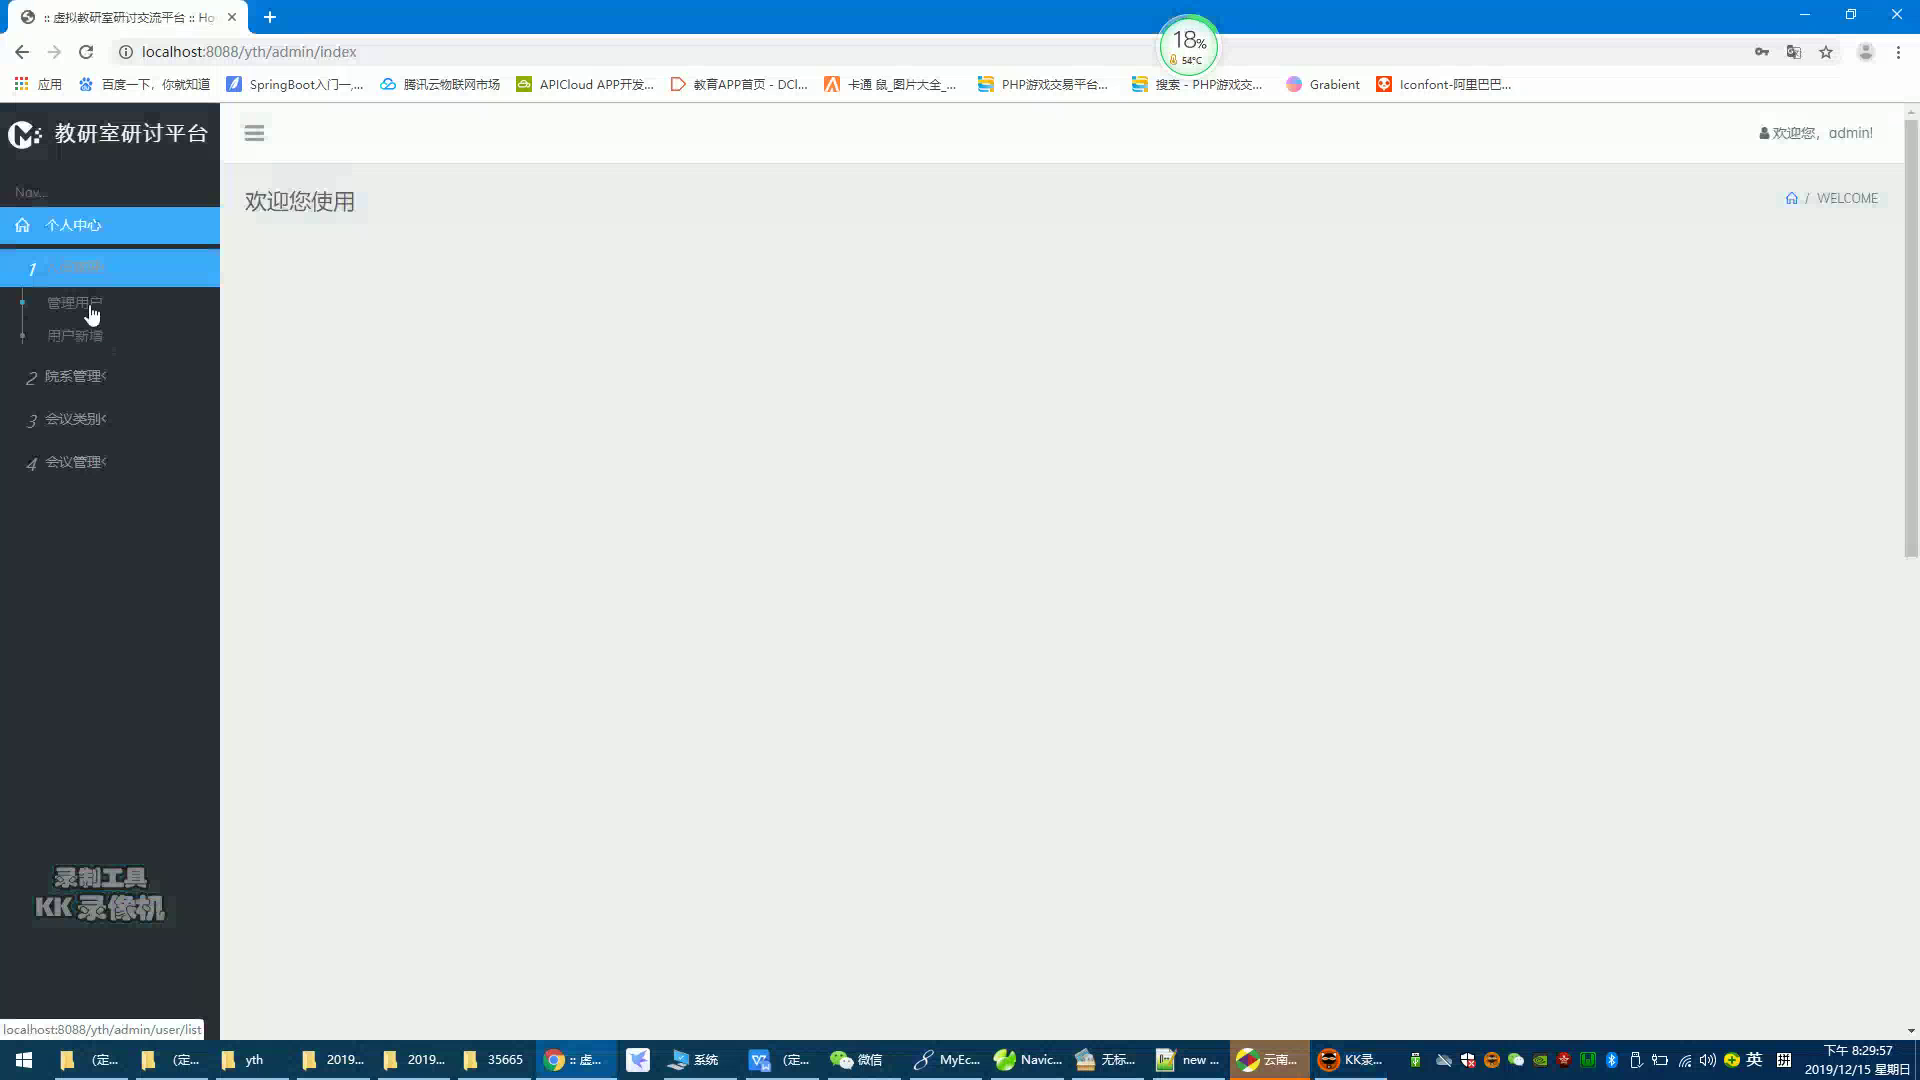 :: 虚拟教研室研讨交流平台 :: Ho
localhost:8088/yth/admin/index
18%
54℃
应用
百度一下，你就知道
SpringBoot入门一,...
腾讯云物联网市场
APICloud APP开发...
教育APP首页 - DCl...
卡通 鼠_图片大全_...
PHP游戏交易平台...
搜索 - PHP游戏交...
Grabient
Iconfont-阿里巴巴...
教研室研讨平台
欢迎您，admin!
Nav...
欢迎您使用
/ WELCOME
个人中心
1
管理用户
用户新增
2 院系管理
3 会议类别
4 会议管理
录制工具
KK 录像机
localhost:8088/yth/admin/user/list
(定...
(定...
yth
2019...
2019...
35665
:: 虚...
系统
(定...
微信
MyEc...
Navic...
无标...
new ...
云南...
KK录...
英
下午 8:29:57
2019/12/15 星期日